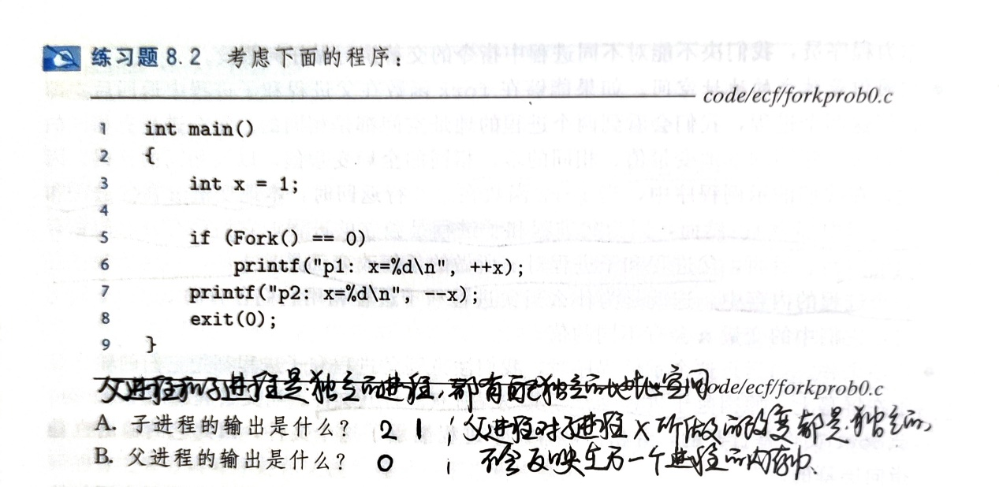 练习题 8.2 考虑下面的程序：
code/ecf/forkprob0.c
1 int main()
2 {
3 int x = 1;
4
5 if (Fork() == 0)
6 printf("p1: x=%d\n", ++x);
7 printf("p2: x=%d\n", --x);
8 exit(0);
9 }
父进程和子进程是独立的进程，都有自己独立的地址空间
code/ecf/forkprob0.c
A. 子进程的输出是什么？ 2 1 ; 父进程对子进程 x 所做的改变都是独立的，
B. 父进程的输出是什么？ 0 ; 不会反映在另一个进程的内存中、